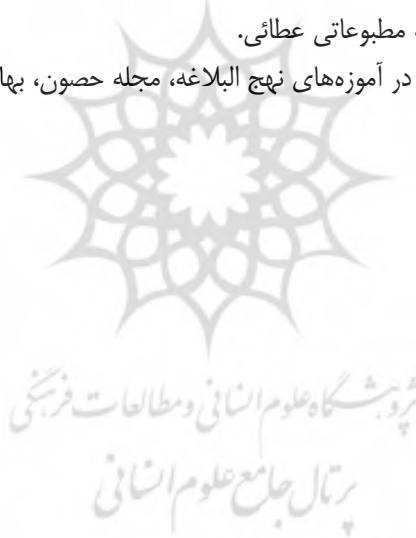 مطبوعاتی عطائی.
در آموزه‌های نهج البلاغه، مجله حصون، بها
پژوهشگاه علوم انسانی و مطالعات فرهنگی
پرتال جامع علوم انسانی